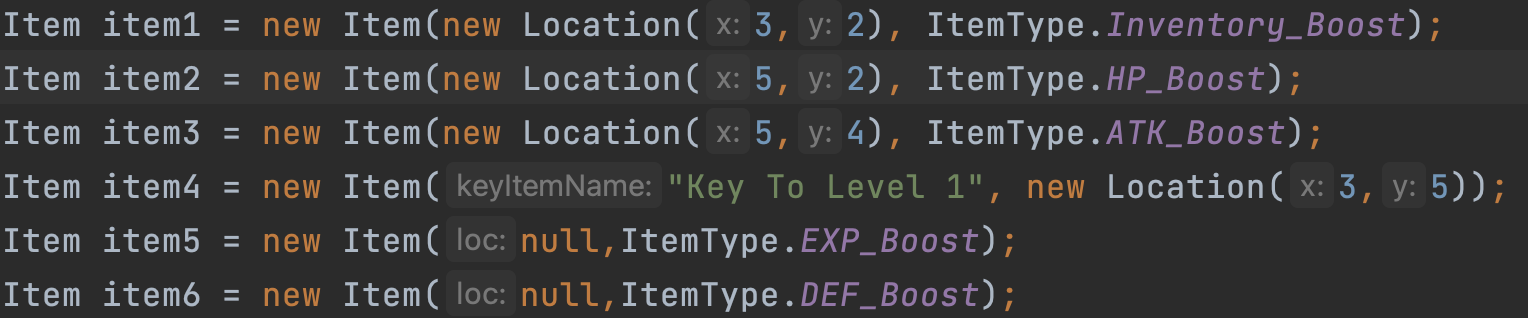 Item item1 = new Item(new Location( x: 3, y: 2), ItemType.Inventory_Boost);
Item item2 = new Item(new Location( x: 5, y: 2), ItemType.HP_Boost);
Item item3 = new Item(new Location( x: 5, y: 4), ItemType.ATK_Boost);
Item item4 = new Item( keyItemName: "Key To Level 1", new Location( x: 3, y: 5));
Item item5 = new Item( loc: null,ItemType.EXP_Boost);
Item item6 = new Item( loc: null,ItemType.DEF_Boost);